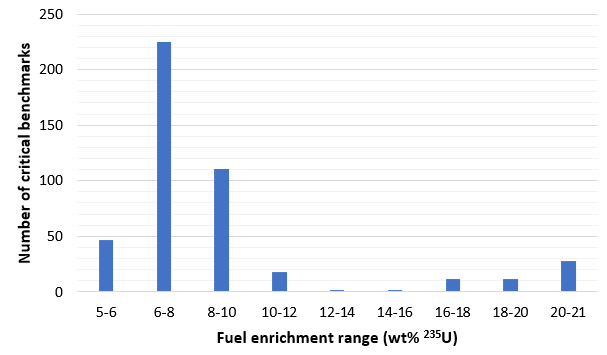 250
200
150
100
50
0
Number of critical benchmarks
5-6 6-8 8-10 10-12 12-14 14-16 16-18 18-20 20-21
Fuel enrichment range (wt% ²³⁵U)